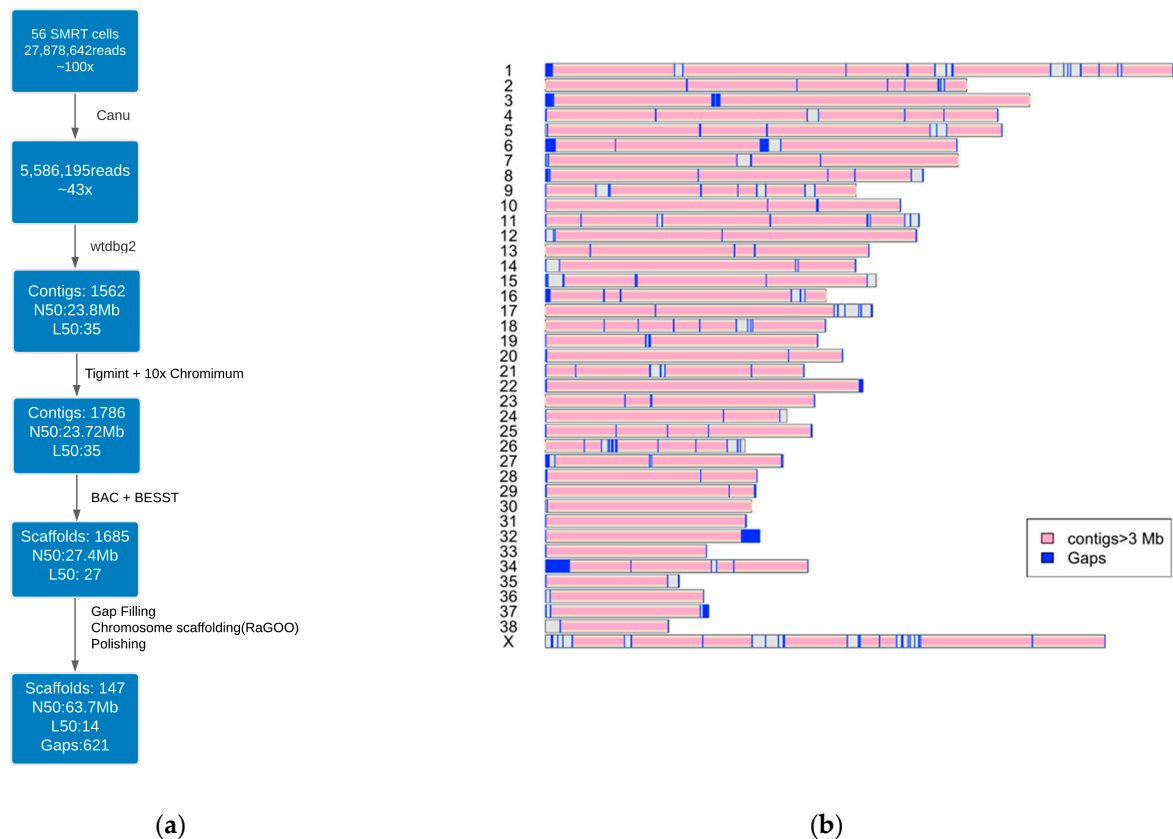 56 SMRT cells
27,878,642reads
~100x
Canu
5,586,195reads
~43x
wtdbg2
Contigs: 1562
N50:23.8Mb
L50:35
Tigmint + 10x Chromimum
Contigs: 1786
N50:23.72Mb
L50:35
BAC + BESST
Scaffolds: 1685
N50:27.4Mb
L50: 27
Gap Filling
Chromosome scaffolding(RaGOO)
Polishing
Scaffolds: 147
N50:63.7Mb
L50:14
Gaps:621
(a)
1
2
3
4
5
6
7
8
9
10
11
12
13
14
15
16
17
18
19
20
21
22
23
24
25
26
27
28
29
30
31
32
33
34
35
36
37
38
X
contigs>3 Mb
Gaps
(b)